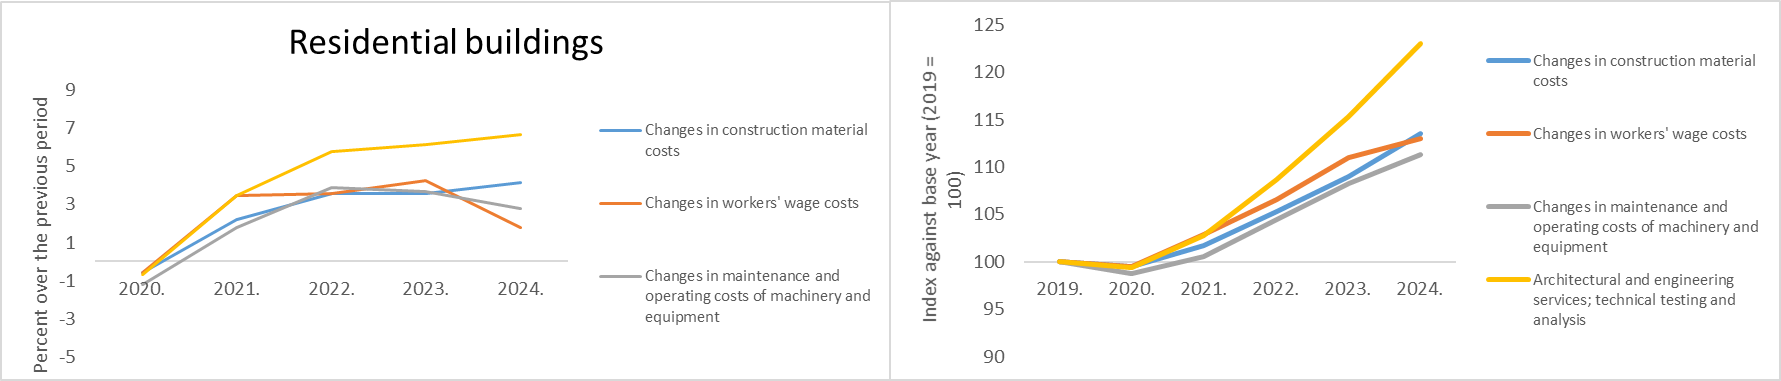 Residential buildings
Percent over the previous period
9
7
5
3
1
-1
-3
-5
2020.
2021.
2022.
2023.
2024.
Changes in construction material
costs
Changes in workers' wage costs
Changes in maintenance and
operating costs of machinery and
equipment
Index against base year (2019 =
100)
125
120
115
110
105
100
95
90
2019.
2020.
2021.
2022.
2023.
2024.
Changes in construction material
costs
Changes in workers' wage costs
Changes in maintenance and
operating costs of machinery and
equipment
Architectural and engineering
services; technical testing and
analysis